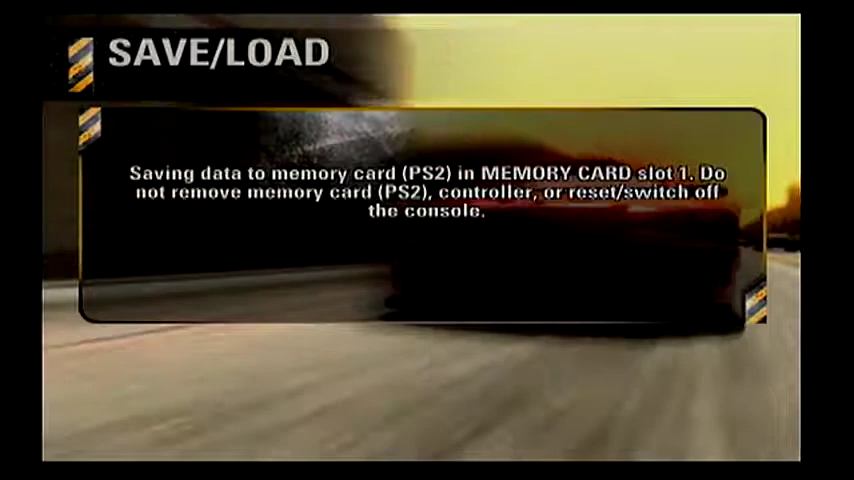 SAVE/LOAD
Saving data to memory card (PS2) in MEMORY CARD slot 1. Do
not remove memory card (PS2), controller, or reset/switch off
the console.